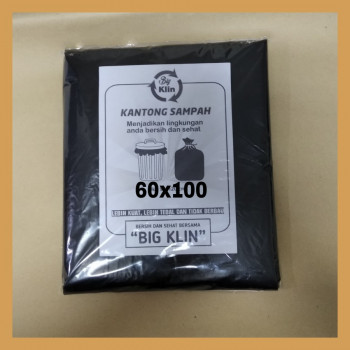 Big
Klin
KANTONG SAMPAH
Menjadikan lingkungan
anda bersih dan sehat
60x100
LEBIH KUAT, LEBIH TEBAL DAN TIDAK BERBAU
BERSIH DAN SEHAT BERSAMA
“BIG KLIN”